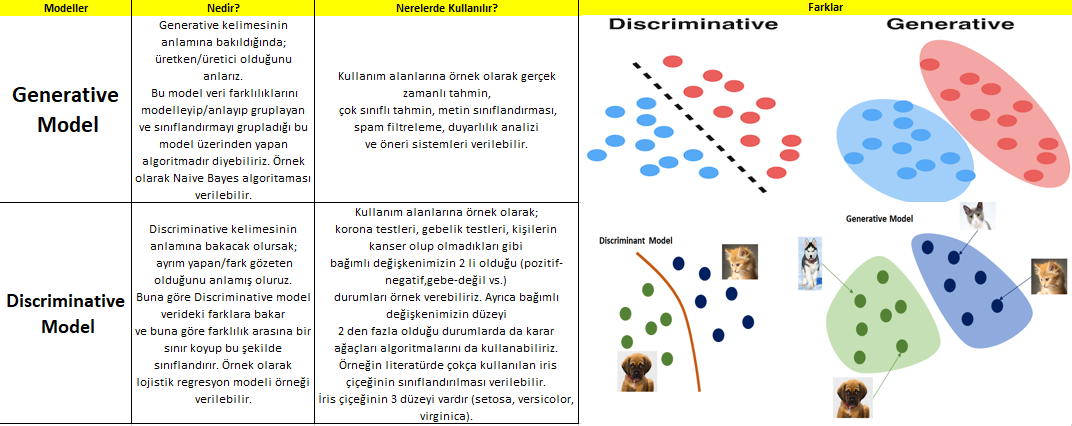 Modeller
Nedir?
Nerelerde Kullanılır?
Farklar
Generative
Model
Generative kelimesinin
anlamına bakıldığında;
üretken/üretici olduğunu
anlarız.
Bu model veri farklılıklarını
modelleyip/anlayıp gruplayan
ve sınıflandırmayı grupladığı bu
model üzerinden yapan
algoritmadır diyebiliriz. Örnek
olarak Naive Bayes algoritaması
verilebilir.
Kullanım alanlarına örnek olarak gerçek
zamanlı tahmin,
çok sınıflı tahmin, metin sınıflandırması,
spam filtreleme, duyarlılık analizi
ve öneri sistemleri verilebilir.
Discriminative
Generative
Discriminative
Model
Discriminative kelimesinin
anlamına bakacak olursak;
ayrım yapan/fark gözeten
olduğunu anlamış oluruz.
Buna göre Discriminative model
verideki farklara bakar
ve buna göre farklılık arasına bir
sınır koyup bu şekilde
sınıflandırır. Örnek olarak
lojistik regresyon modeli örneği
verilebilir.
Kullanım alanlarına örnek olarak;
korona testleri, gebelik testleri, kişilerin
kanser olup olmadıkları gibi
bağımlı değişkenimizin 2 li olduğu (pozitif-
negatif,gebe-değil vs.)
durumları örnek verebiliriz. Ayrıca bağımlı
değişkenimizin düzeyi
2 den fazla olduğu durumlarda da karar
ağaçları algoritmalarını da kullanabiliriz.
Örneğin literatürde çokça kullanılan iris
çiçeğinin sınıflandırılması verilebilir.
İris çiçeğinin 3 düzeyi vardır (setosa, versicolor,
virginica).
Discriminant Model
Generative Model